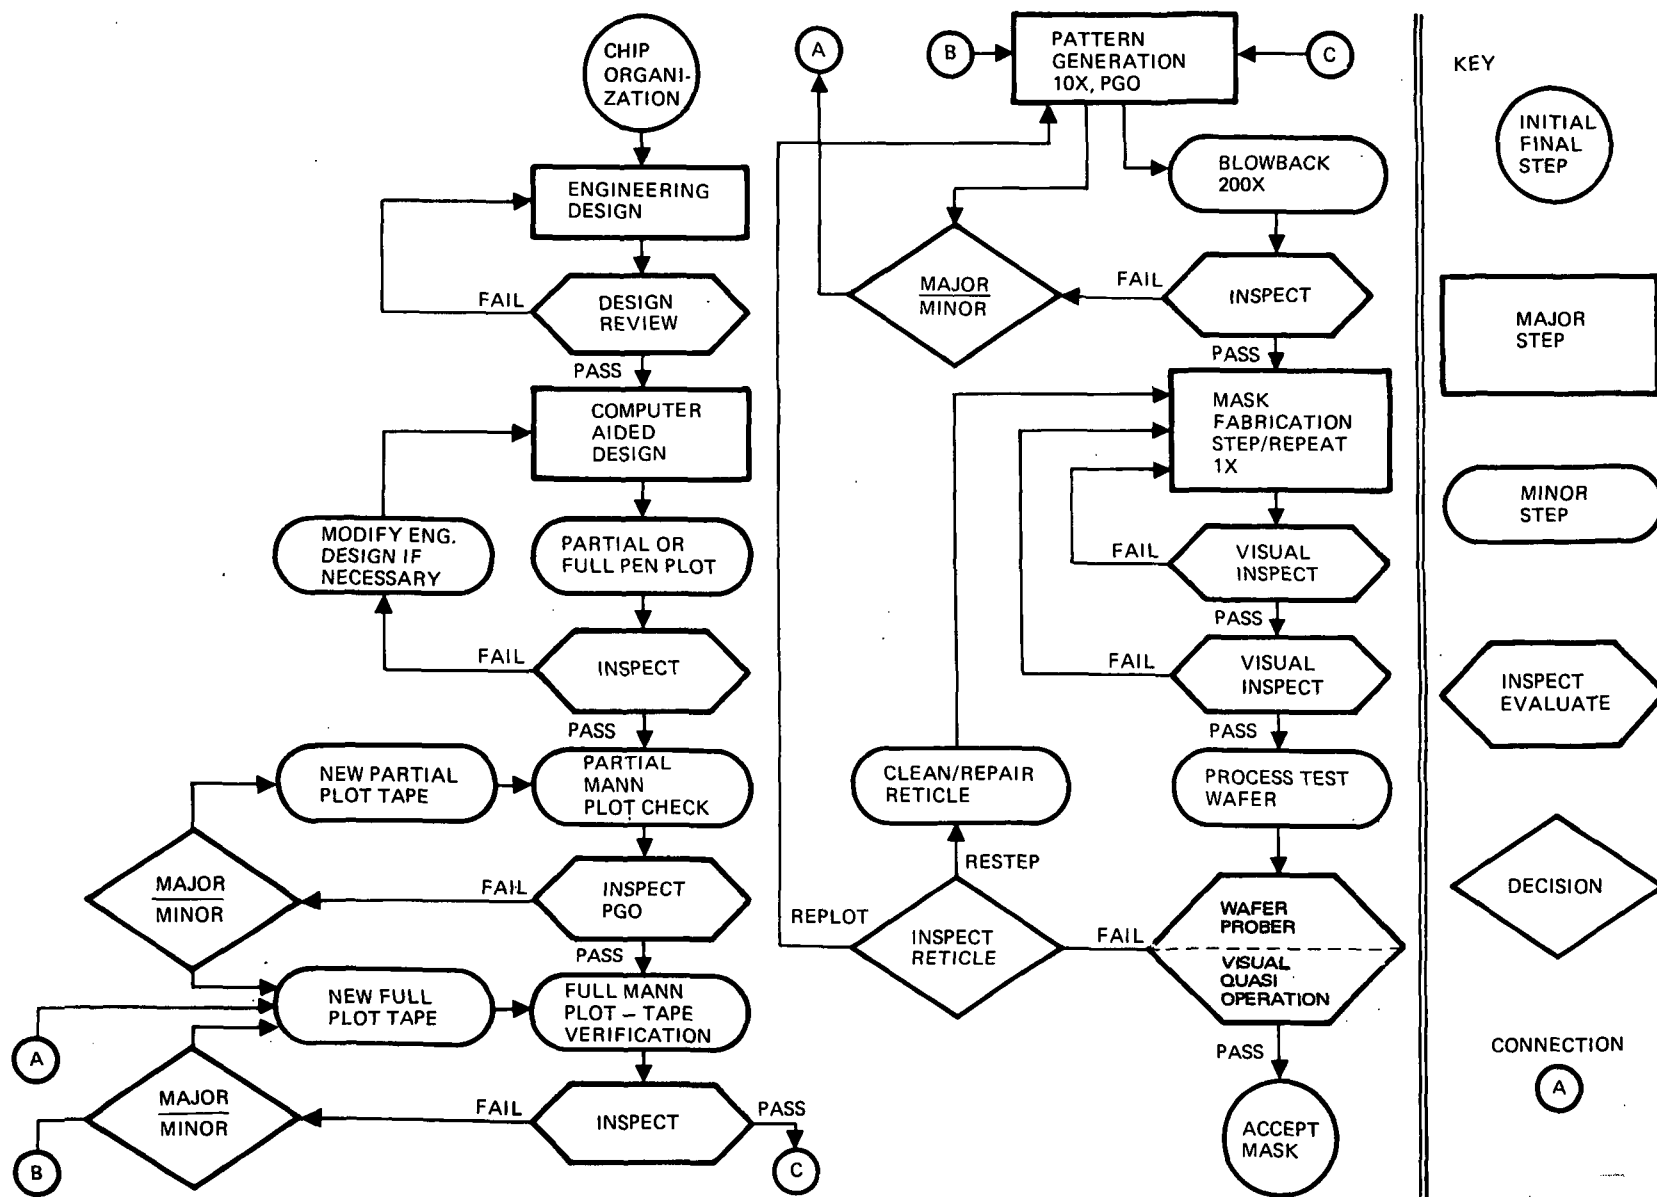 CHIP
ORGANI-
ZATION
ENGINEERING
DESIGN
FAIL
DESIGN
REVIEW
PASS
COMPUTER
AIDED
DESIGN
MODIFY ENG.
DESIGN IF
NECESSARY
PARTIAL OR
FULL PEN PLOT
FAIL
INSPECT
PASS
NEW PARTIAL
PLOT TAPE
PARTIAL
MANN
PLOT CHECK
MAJOR
MINOR
FAIL
INSPECT
PGO
PASS
NEW FULL
PLOT TAPE
FULL MANN
PLOT – TAPE
VERIFICATION
A
MAJOR
MINOR
FAIL
INSPECT
PASS
B
C
A
B
PATTERN
GENERATION
10X, PGO
C
BLOWBACK
200X
MAJOR
MINOR
FAIL
INSPECT
PASS
MASK
FABRICATION
STEP/REPEAT
1X
FAIL
VISUAL
INSPECT
PASS
FAIL
VISUAL
INSPECT
PASS
CLEAN/REPAIR
RETICLE
PROCESS TEST
WAFER
RESTEP
REPLOT
INSPECT
RETICLE
FAIL
WAFER
PROBER
VISUAL
QUASI
OPERATION
PASS
ACCEPT
MASK
KEY
INITIAL
FINAL
STEP
MAJOR
STEP
MINOR
STEP
INSPECT
EVALUATE
DECISION
CONNECTION
A